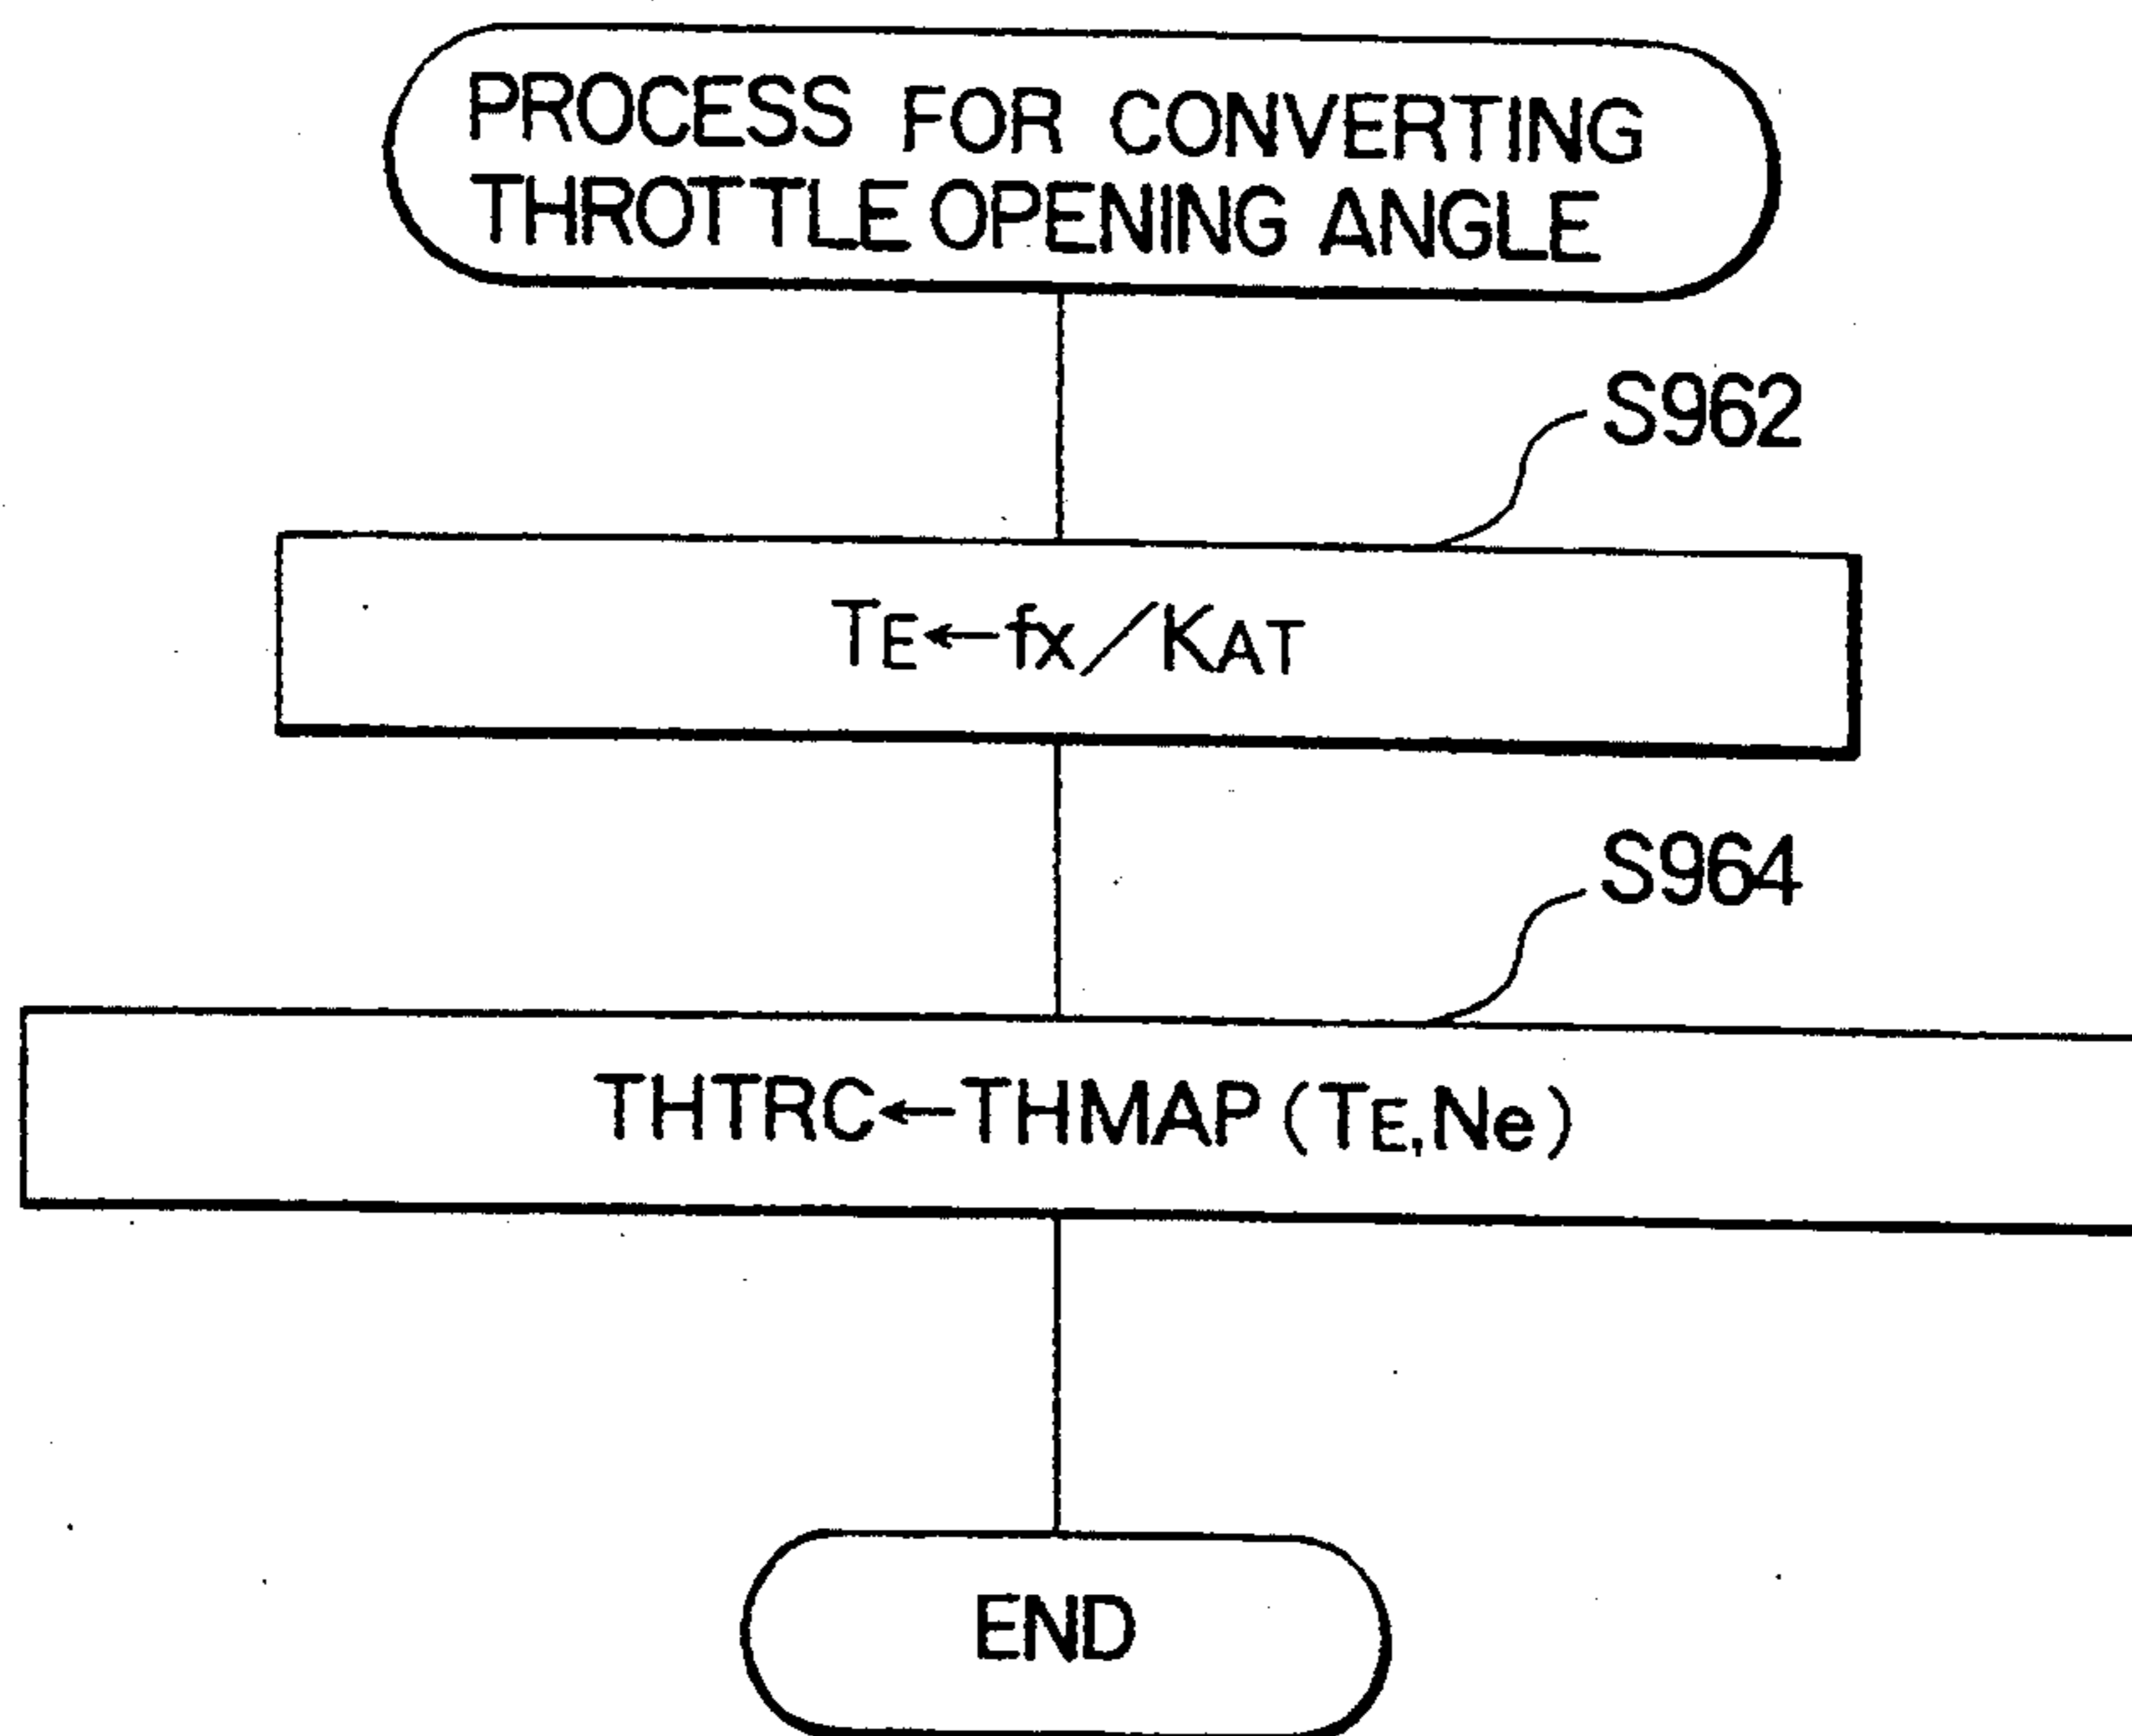 PROCESS FOR CONVERTING
THROTTLE OPENING ANGLE
S962
TE←fx/KAT
S964
THTRC←THMAP(TE,Ne)
END